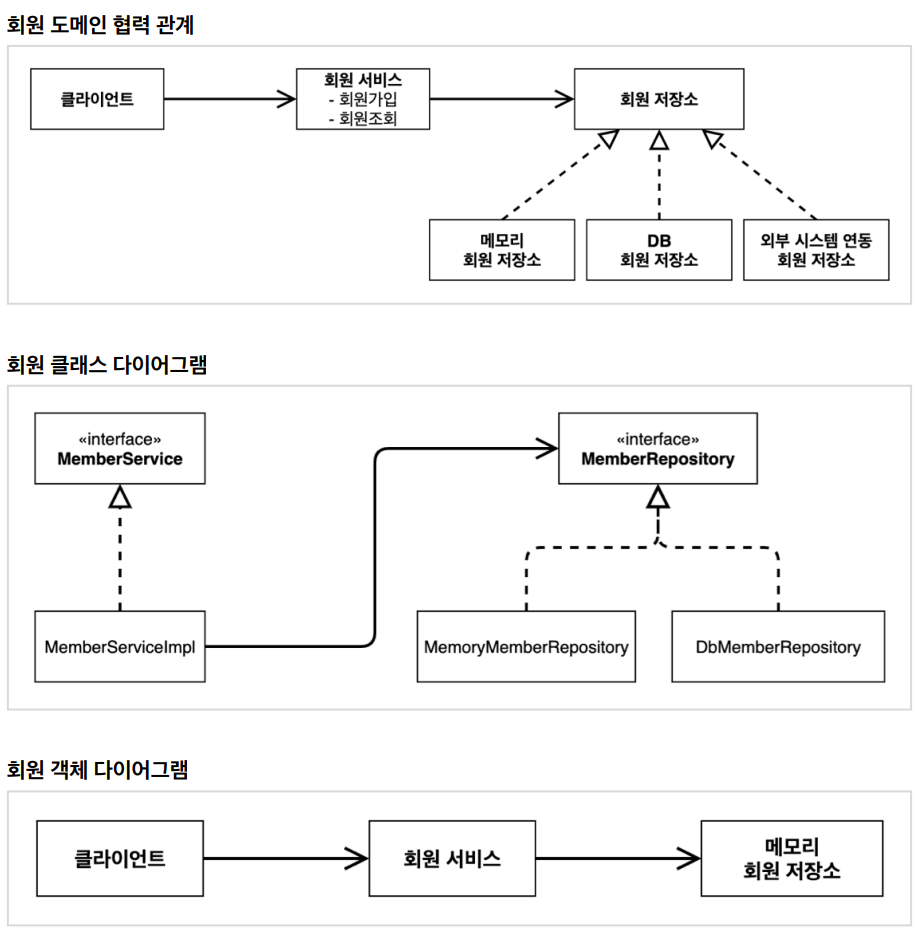 회원 도메인 협력 관계
클라이언트
회원 서비스
- 회원가입
- 회원조회
회원 저장소
메모리
회원 저장소
DB
회원 저장소
외부 시스템 연동
회원 저장소
회원 클래스 다이어그램
«interface»
MemberService
«interface»
MemberRepository
MemberServiceImpl
MemoryMemberRepository
DbMemberRepository
회원 객체 다이어그램
클라이언트
회원 서비스
메모리
회원 저장소